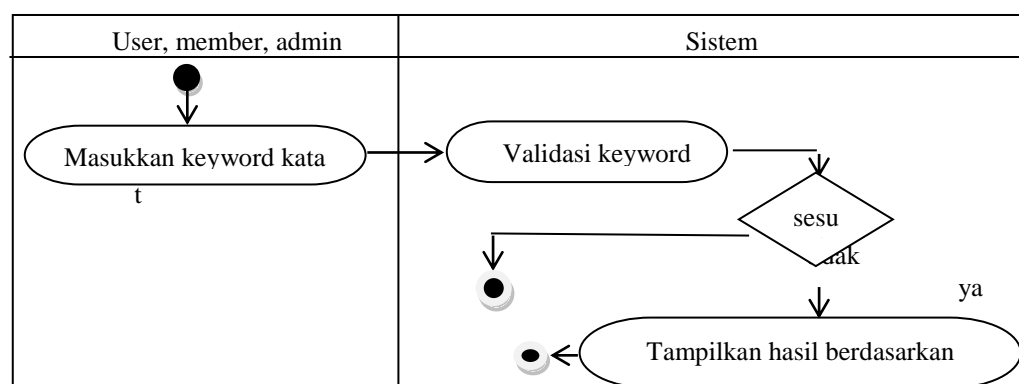 User, member, admin
Sistem
Masukkan keyword kata
t
Validasi keyword
sesu
dak
ya
Tampilkan hasil berdasarkan